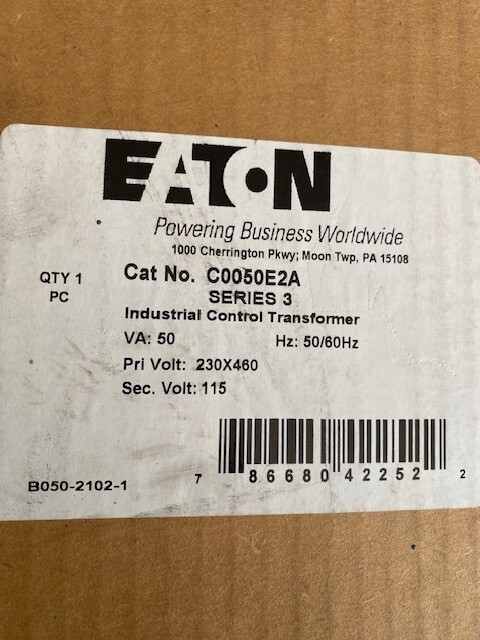 EATON
Powering Business Worldwide
1000 Cherrington Pkwy; Moon Twp, PA 15108
QTY 1
PC
Cat No. C0050E2A
SERIES 3
Industrial Control Transformer
VA: 50 Hz: 50/60Hz
Pri Volt: 230X460
Sec. Volt: 115
B050-2102-1
7 86680 42252 2